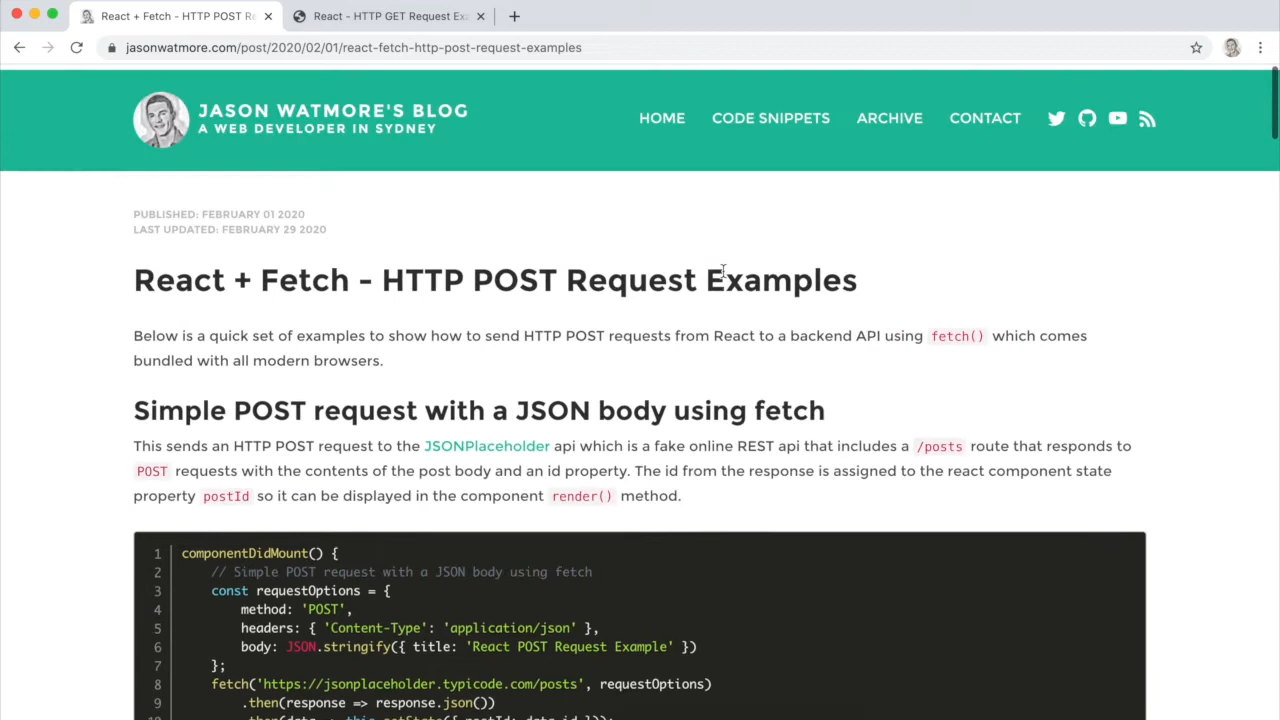 React + Fetch - HTTP POST Re
React - HTTP GET Request Exa
jasonwatmore.com/post/2020/02/01/react-fetch-http-post-request-examples
JASON WATMORE'S BLOG
A WEB DEVELOPER IN SYDNEY
HOME CODE SNIPPETS ARCHIVE CONTACT
PUBLISHED: FEBRUARY 01 2020
LAST UPDATED: FEBRUARY 29 2020
React + Fetch - HTTP POST Request Examples
Below is a quick set of examples to show how to send HTTP POST requests from React to a backend API using fetch() which comes
bundled with all modern browsers.
Simple POST request with a JSON body using fetch
This sends an HTTP POST request to the JSONPlaceholder api which is a fake online REST api that includes a /posts route that responds to
POST requests with the contents of the post body and an id property. The id from the response is assigned to the react component state
property postId so it can be displayed in the component render() method.
1 componentDidMount() {
2 // Simple POST request with a JSON body using fetch
3 const requestOptions = {
4 method: 'POST',
5 headers: { 'Content-Type': 'application/json' },
6 body: JSON.stringify({ title: 'React POST Request Example' })
7 };
8 fetch('https://jsonplaceholder.typicode.com/posts', requestOptions)
9 .then(response => response.json())
10 .then(data => this.setState({ postId: data.id }));